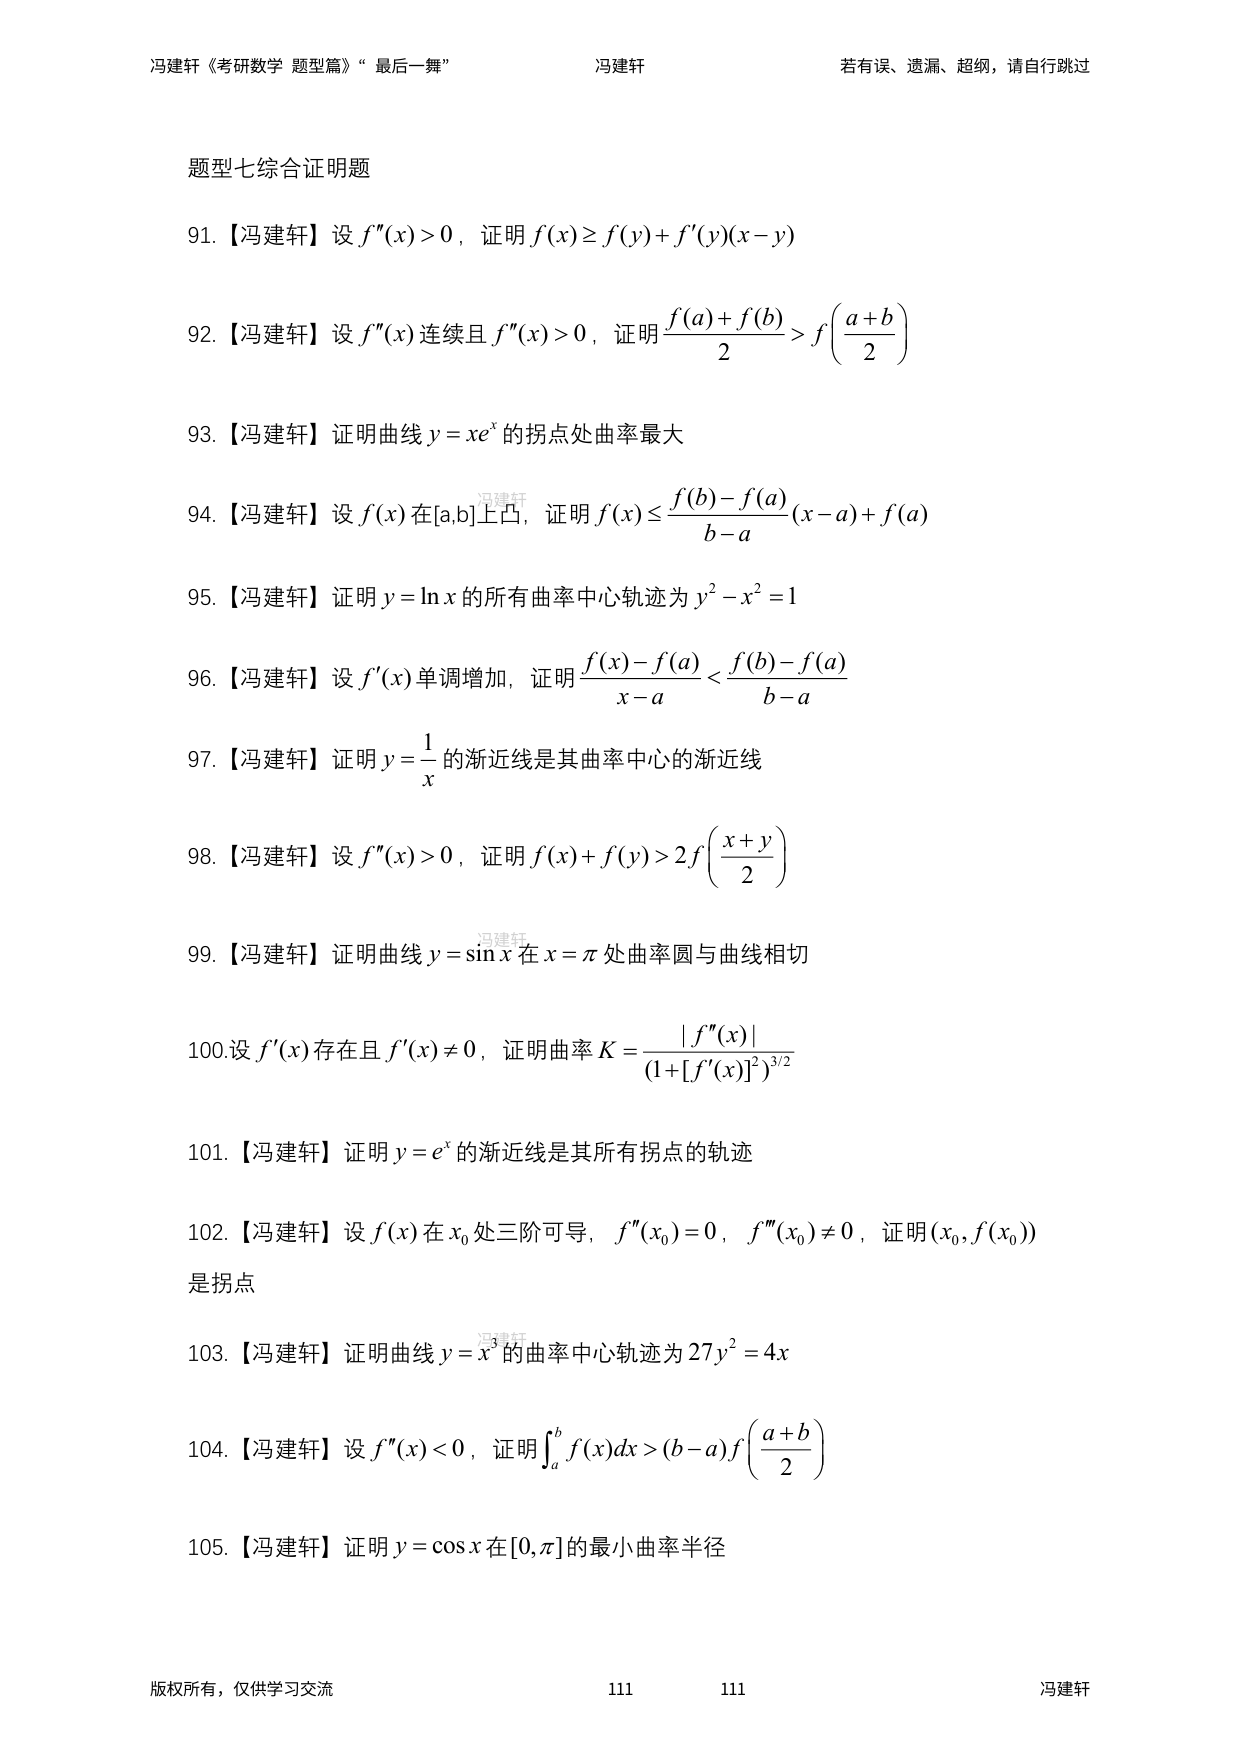 冯建轩《考研数学 题型篇》“ 最后一舞” 冯建轩 若有误、遗漏、超纲，请自行跳过
题型七综合证明题
91.【冯建轩】设 f″(x) > 0，证明 f(x) ≥ f(y) + f′(y)(x − y)
92.【冯建轩】设 f″(x) 连续且 f″(x) > 0，证明 (f(a) + f(b))/2 > f((a + b)/2)
93.【冯建轩】证明曲线 y = xeˣ 的拐点处曲率最大
冯建轩
94.【冯建轩】设 f(x) 在[a,b]上凸，证明 f(x) ≤ (f(b) − f(a))/(b − a) (x − a) + f(a)
95.【冯建轩】证明 y = ln x 的所有曲率中心轨迹为 y² − x² = 1
96.【冯建轩】设 f′(x) 单调增加，证明 (f(x) − f(a))/(x − a) < (f(b) − f(a))/(b − a)
97.【冯建轩】证明 y = 1/x 的渐近线是其曲率中心的渐近线
98.【冯建轩】设 f″(x) > 0，证明 f(x) + f(y) > 2f((x + y)/2)
冯建轩
99.【冯建轩】证明曲线 y = sin x 在 x = π 处曲率圆与曲线相切
100.设 f′(x) 存在且 f′(x) ≠ 0，证明曲率 K = |f″(x)|/(1+[f′(x)]²)^{3/2}
101.【冯建轩】证明 y = eˣ 的渐近线是其所有拐点的轨迹
102.【冯建轩】设 f(x) 在 x₀ 处三阶可导，f″(x₀) = 0，f‴(x₀) ≠ 0，证明 (x₀, f(x₀))
是拐点
冯建轩
103.【冯建轩】证明曲线 y = x³ 的曲率中心轨迹为 27y² = 4x
104.【冯建轩】设 f″(x) < 0，证明 ∫ₐᵇ f(x)dx > (b − a) f((a + b)/2)
105.【冯建轩】证明 y = cos x 在 [0, π] 的最小曲率半径
版权所有，仅供学习交流 111 111 冯建轩